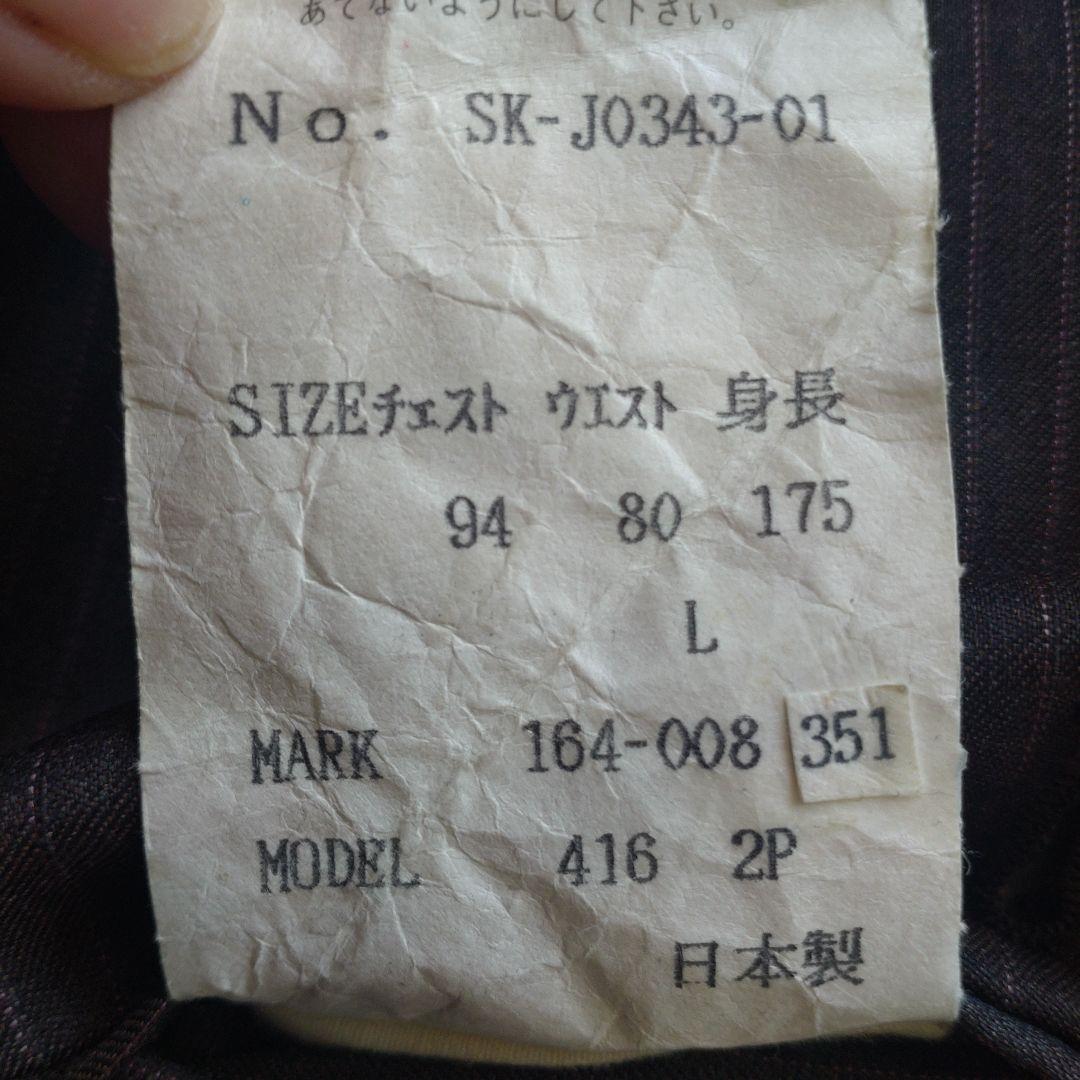 あてないようにして下さい。
No. SK-J0343-01
SIZEチェスト ウエスト 身長
94 80 175
L
MARK 164-008 351
MODEL 416 2P
日本製